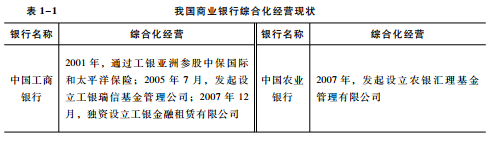 表 1-1 我国商业银行综合化经营现状
银行名称 综合化经营 银行名称 综合化经营
中国工商
银行
2001 年，通过工银亚洲参股中保国际
和太平洋保险；2005 年 7 月，发起设
立工银瑞信基金管理公司；2007 年 12
月，独资设立工银金融租赁有限公司
中国农业
银行
2007 年，发起设立农银汇理基金
管理有限公司